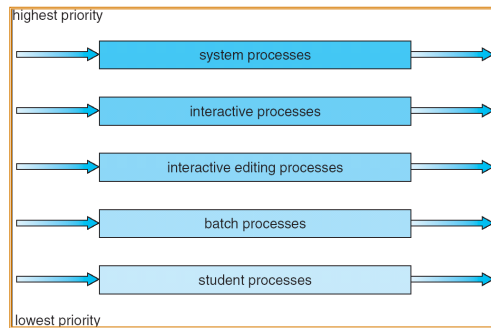 highest priority
system processes
interactive processes
interactive editing processes
batch processes
student processes
lowest priority